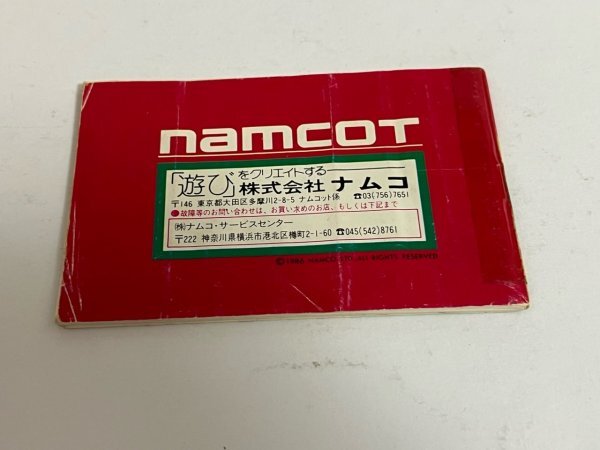 namcot
「遊び」をクリエイトする
株式会社 ナムコ
〒146 東京都大田区多摩川2-8-5 ナムコット係 ☎03(756)7651
●故障等のお問い合わせは、お買い求めのお店、もしくは下記まで
㈱ナムコ・サービスセンター
〒222 神奈川県横浜市港北区樽町2-1-60 ☎045(542)8761
NAMCO LTD. ALL RIGHTS RESERVED